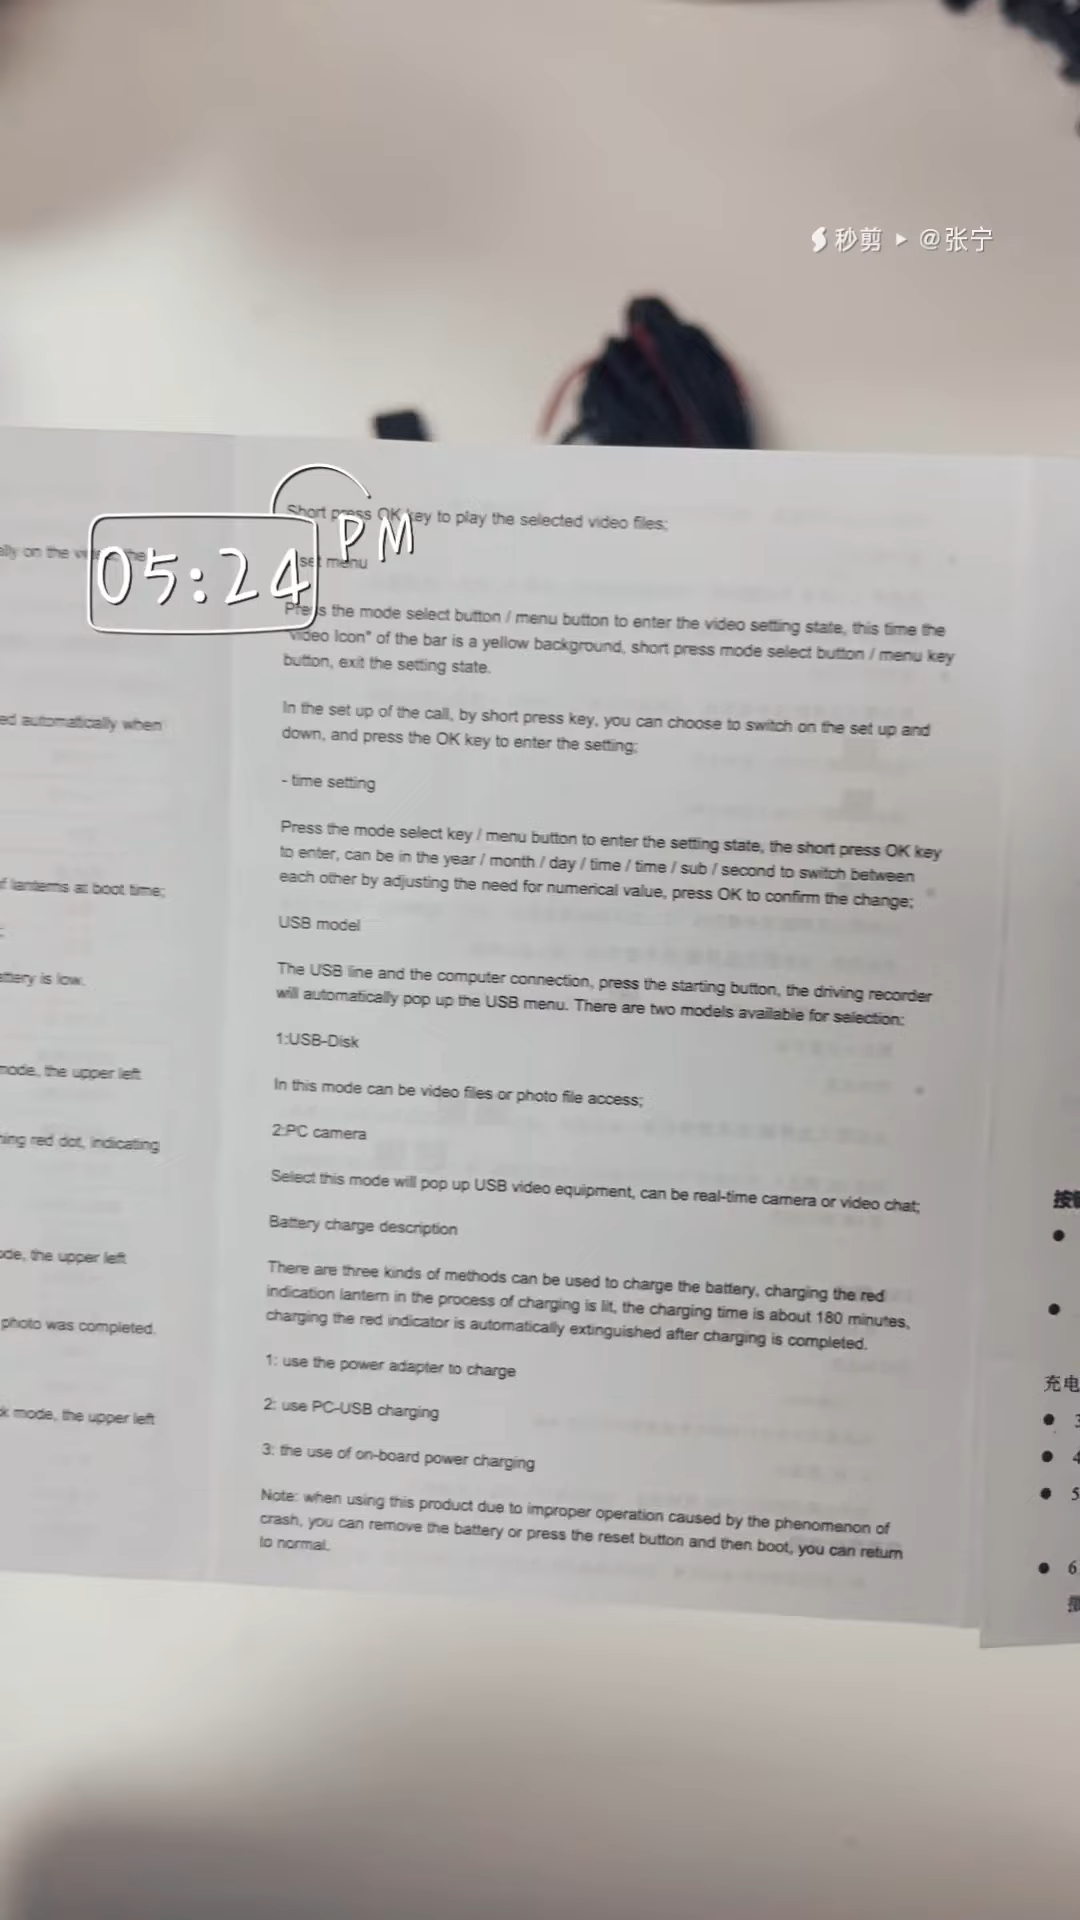 秒剪 @张宁
05:24 PM
Short press OK key to play the selected video files;
set menu
Press the mode select button / menu button to enter the video setting state, this time the
"video Icon" of the bar is a yellow background, short press mode select button / menu key
button, exit the setting state.
In the set up of the call, by short press key, you can choose to switch on the set up and
down, and press the OK key to enter the setting;
- time setting
Press the mode select key / menu button to enter the setting state, the short press OK key
to enter, can be in the year / month / day / time / time / sub / second to switch between
each other by adjusting the need for numerical value, press OK to confirm the change;
USB model
The USB line and the computer connection, press the starting button, the driving recorder
will automatically pop up the USB menu. There are two models available for selection:
1:USB-Disk
In this mode can be video files or photo file access;
2:PC camera
Select this mode will pop up USB video equipment, can be real-time camera or video chat;
Battery charge description
There are three kinds of methods can be used to charge the battery, charging the red
indication lantern in the process of charging is lit, the charging time is about 180 minutes,
charging the red indicator is automatically extinguished after charging is completed.
1: use the power adapter to charge
2: use PC-USB charging
3: the use of on-board power charging
Note: when using this product due to improper operation caused by the phenomenon of
crash, you can remove the battery or press the reset button and then boot, you can return
to normal.
on the
automatically when
lanterns at boot time;
is low.
the upper left
red dot, indicating
the upper left
photo was completed.
mode, the upper left
充电
3
4
5
6